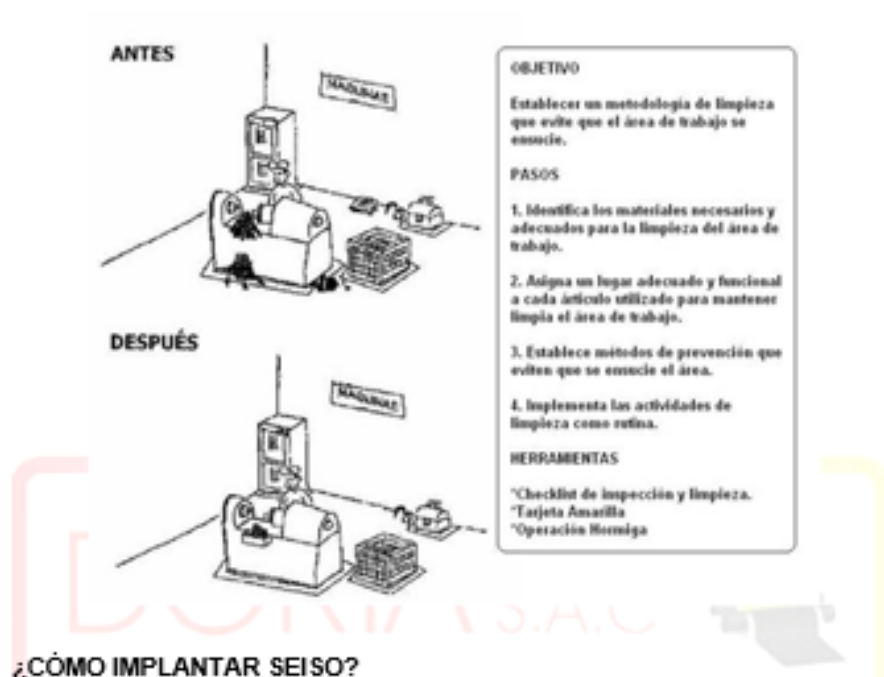 ANTES
MAQUINAS
DESPUÉS
MAQUINAS
OBJETIVO
Establecer un metodología de limpieza
que evite que el área de trabajo se
ensucie.
PASOS
1. Identifica los materiales necesarios y
adecuados para la limpieza del área de
trabajo.
2. Asigna un lugar adecuado y funcional
a cada árticulo utilizado para mantener
limpia el área de trabajo.
3. Establece métodos de prevención que
eviten que se ensucie el área.
4. Implementa las actividades de
limpieza como rutina.
HERRAMIENTAS
*Checklist de inspección y limpieza.
*Tarjeta Amarilla
*Operación Hormiga
S.A.C
¿CÓMO IMPLANTAR SEISO?